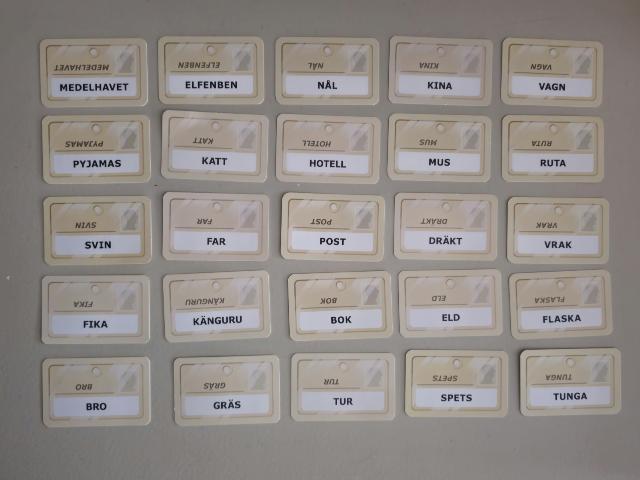 MEDELHAVET
MEDELHAVET
ELFENBEN
ELFENBEN
NÅL
NÅL
KINA
KINA
VAGN
VAGN
PYJAMAS
PYJAMAS
KATT
KATT
HOTELL
HOTELL
MUS
MUS
RUTA
RUTA
SVIN
SVIN
FAR
FAR
POST
POST
DRÄKT
DRÄKT
VRAK
VRAK
FIKA
FIKA
KÄNGURU
KÄNGURU
BOK
BOK
ELD
ELD
FLASKA
FLASKA
BRO
BRO
GRÄS
GRÄS
TUR
TUR
SPETS
SPETS
TUNGA
TUNGA